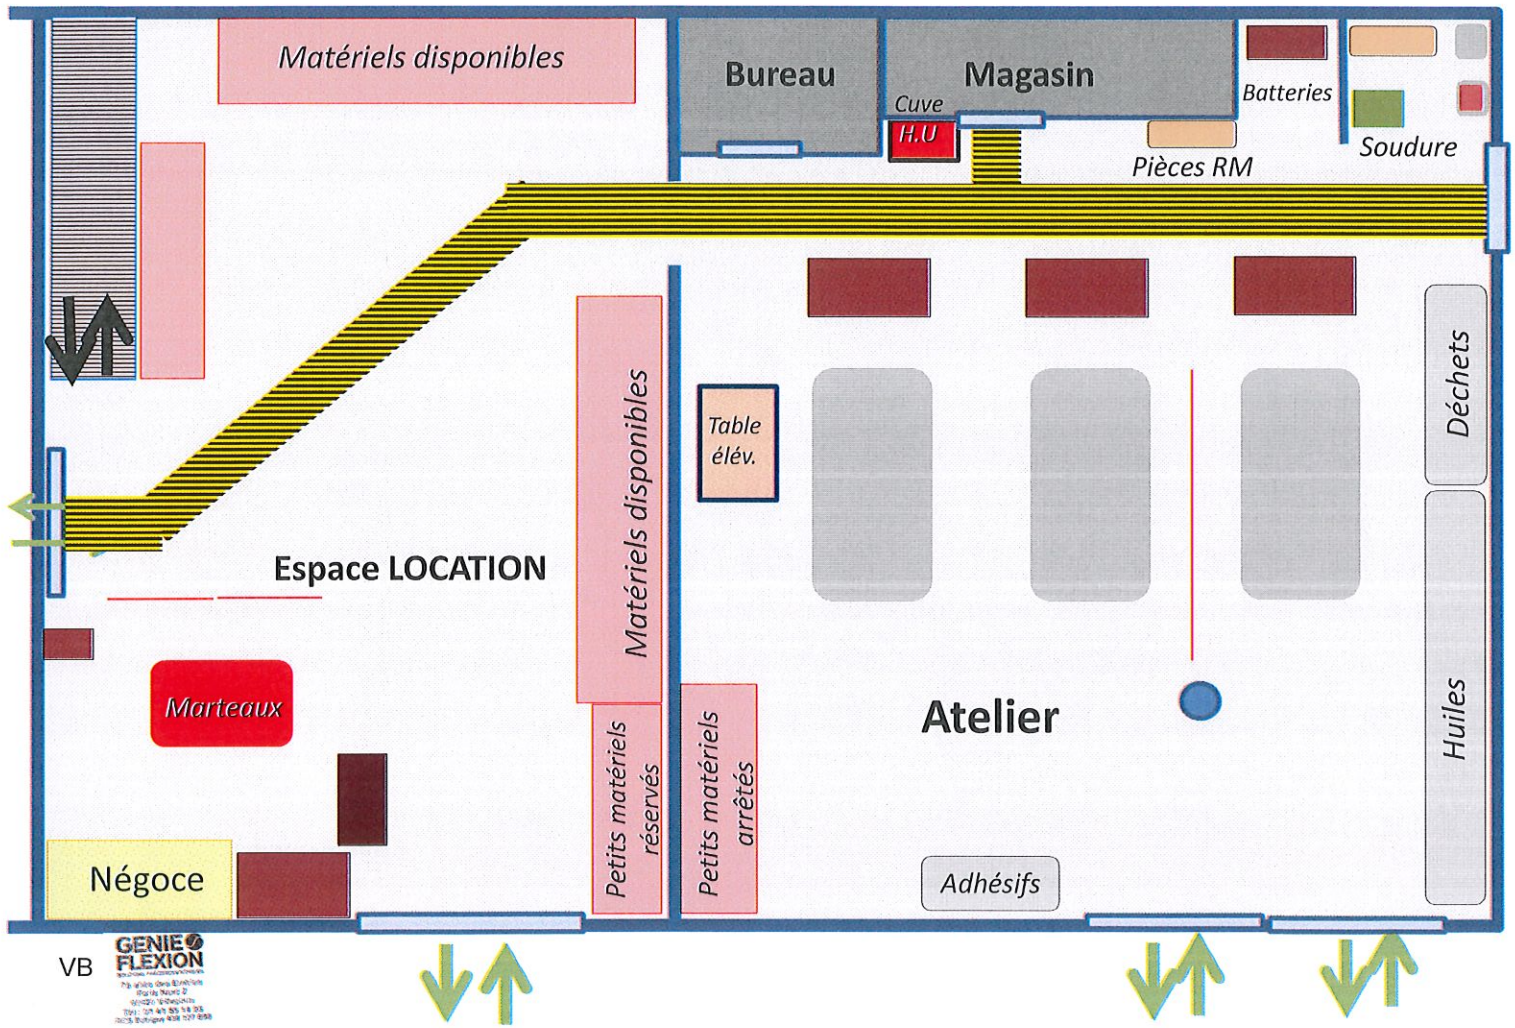 Matériels disponibles
Bureau
Magasin
Cuve
H.U
Batteries
Soudure
Pièces RM
Matériels disponibles
Table
élév.
Déchets
Espace LOCATION
Marteaux
Huiles
Atelier
Petits matériels
réservés
Petits matériels
arrêtés
Négoce
Adhésifs
VB
GENIE
FLEXION